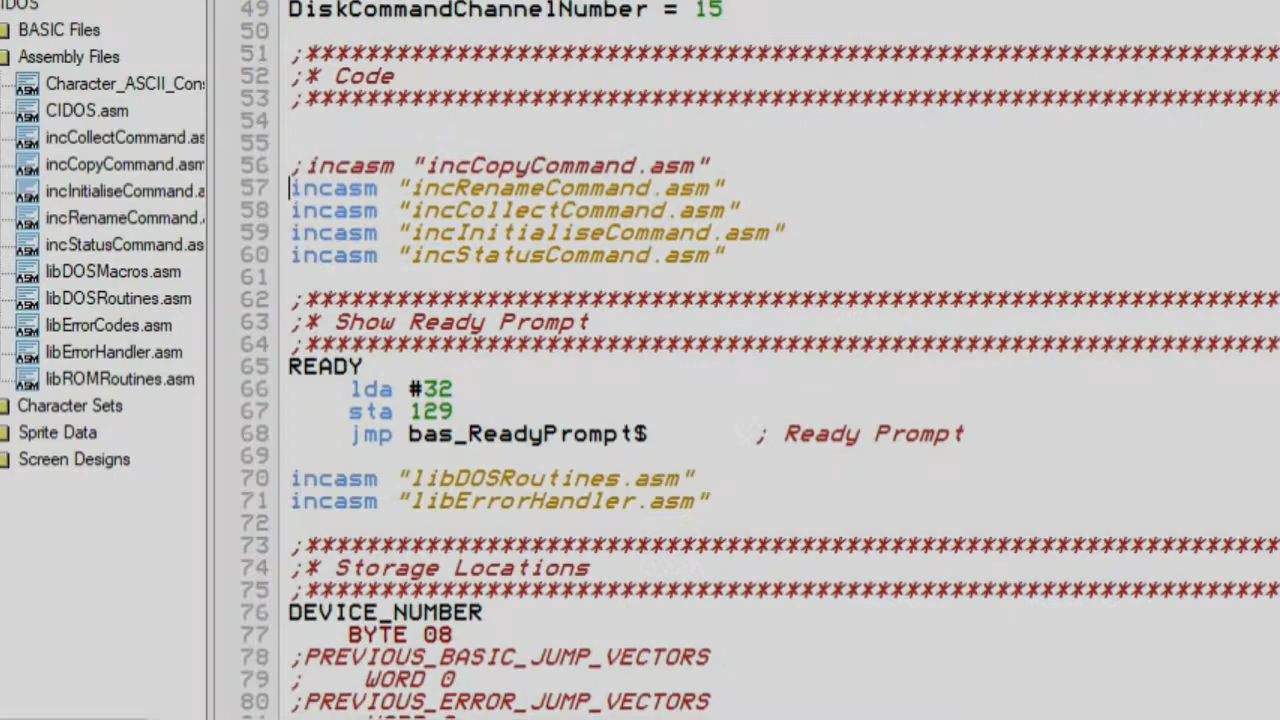 IDOS
BASIC Files
Assembly Files
Character_ASCII_Con
CIDOS.asm
incCollectCommand.as
incCopyCommand.asm
incInitialiseCommand.a
incRenameCommand.
incStatusCommand.as
libDOSMacros.asm
libDOSRoutines.asm
libErrorCodes.asm
libErrorHandler.asm
libROMRoutines.asm
Character Sets
Sprite Data
Screen Designs
49 DiskCommandChannelNumber = 15
50
51 ;*****************************************************************
52 ;* Code
53 ;*****************************************************************
54
55
56 ;incasm "incCopyCommand.asm"
57 incasm "incRenameCommand.asm"
58 incasm "incCollectCommand.asm"
59 incasm "incInitialiseCommand.asm"
60 incasm "incStatusCommand.asm"
61
62 ;*****************************************************************
63 ;* Show Ready Prompt
64 ;*****************************************************************
65 READY
66 lda #32
67 sta 129
68 jmp bas_ReadyPrompt$ ; Ready Prompt
69
70 incasm "libDOSRoutines.asm"
71 incasm "libErrorHandler.asm"
72
73 ;*****************************************************************
74 ;* Storage Locations
75 ;*****************************************************************
76 DEVICE_NUMBER
77 BYTE 08
78 ;PREVIOUS_BASIC_JUMP_VECTORS
79 ; WORD 0
80 ;PREVIOUS_ERROR_JUMP_VECTORS